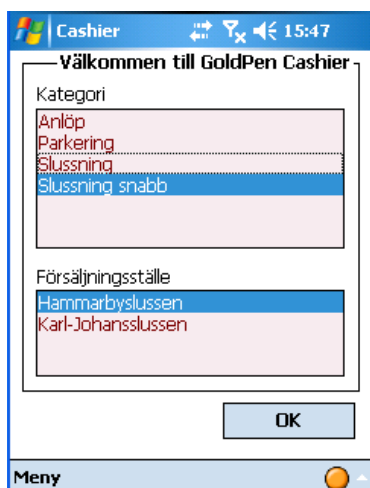 Cashier 15:47
Välkommen till GoldPen Cashier
Kategori
Anlöp
Parkering
Slussning
Slussning snabb
Försäljningsställe
Hammarbyslussen
Karl-Johansslussen
OK
Meny